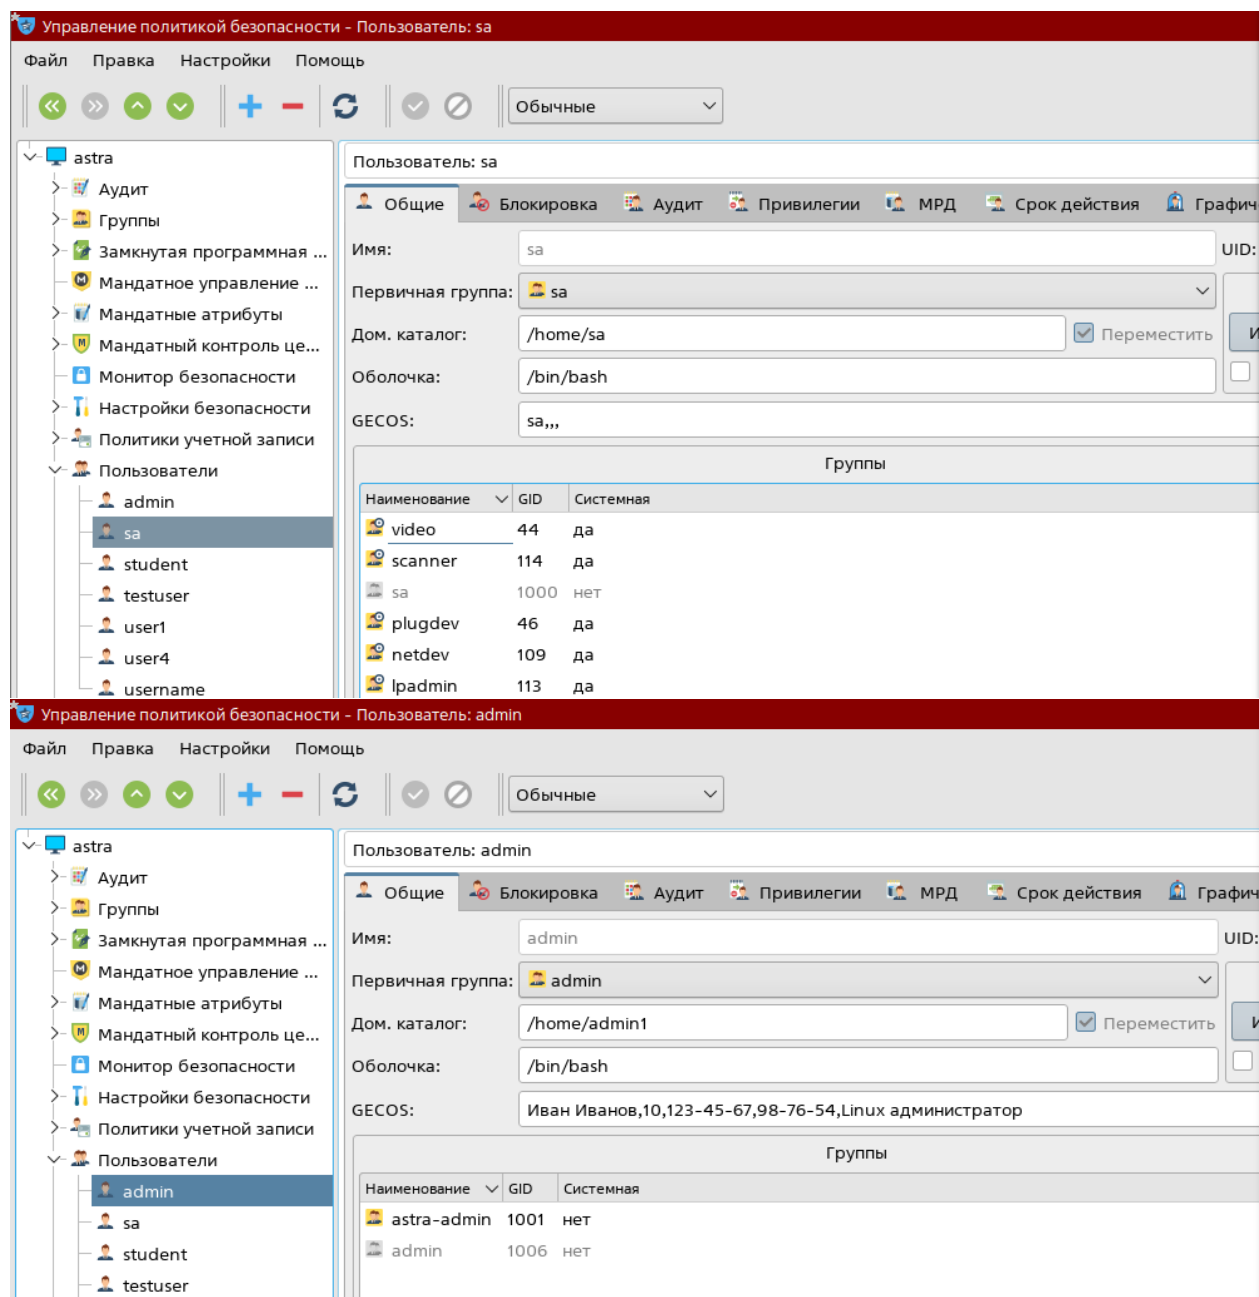 Управление политикой безопасности - Пользователь: sa
Файл Правка Настройки Помощь
Обычные
astra
Аудит
Группы
Замкнутая программная ...
Мандатное управление ...
Мандатные атрибуты
Мандатный контроль це...
Монитор безопасности
Настройки безопасности
Политики учетной записи
Пользователи
admin
sa
student
testuser
user1
user4
username
Пользователь: sa
Общие Блокировка Аудит Привилегии МРД Срок действия Графич
Имя: sa UID:
Первичная группа: sa
Дом. каталог: /home/sa Переместить И
Оболочка: /bin/bash
GECOS: sa,,,
Группы
Наименование GID Системная
video 44 да
scanner 114 да
sa 1000 нет
plugdev 46 да
netdev 109 да
lpadmin 113 да
Управление политикой безопасности - Пользователь: admin
Файл Правка Настройки Помощь
Обычные
astra
Аудит
Группы
Замкнутая программная ...
Мандатное управление ...
Мандатные атрибуты
Мандатный контроль це...
Монитор безопасности
Настройки безопасности
Политики учетной записи
Пользователи
admin
sa
student
testuser
Пользователь: admin
Общие Блокировка Аудит Привилегии МРД Срок действия Графич
Имя: admin UID:
Первичная группа: admin
Дом. каталог: /home/admin1 Переместить И
Оболочка: /bin/bash
GECOS: Иван Иванов,10,123-45-67,98-76-54,Linux администратор
Группы
Наименование GID Системная
astra-admin 1001 нет
admin 1006 нет